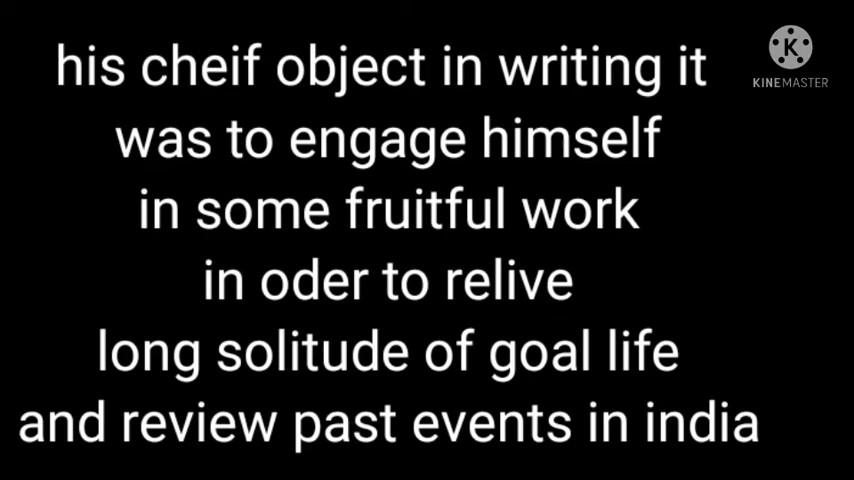 his cheif object in writing it
was to engage himself
in some fruitful work
in oder to relive
long solitude of goal life
and review past events in india
K
KINEMASTER